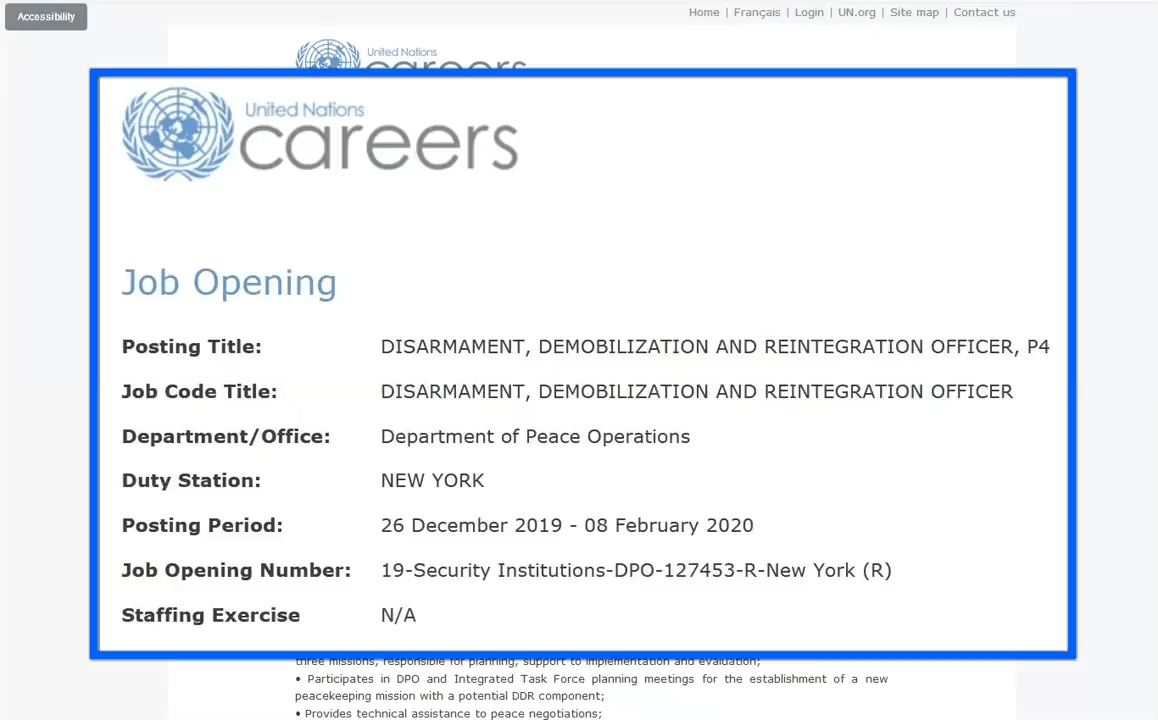 Accessibility
Home | Français | Login | UN.org | Site map | Contact us
United Nations
careers
United Nations
careers
Job Opening
Posting Title: DISARMAMENT, DEMOBILIZATION AND REINTEGRATION OFFICER, P4
Job Code Title: DISARMAMENT, DEMOBILIZATION AND REINTEGRATION OFFICER
Department/Office: Department of Peace Operations
Duty Station: NEW YORK
Posting Period: 26 December 2019 - 08 February 2020
Job Opening Number: 19-Security Institutions-DPO-127453-R-New York (R)
Staffing Exercise N/A
three missions, responsible for planning, support to implementation and evaluation;
• Participates in DPO and Integrated Task Force planning meetings for the establishment of a new
peacekeeping mission with a potential DDR component;
• Provides technical assistance to peace negotiations;